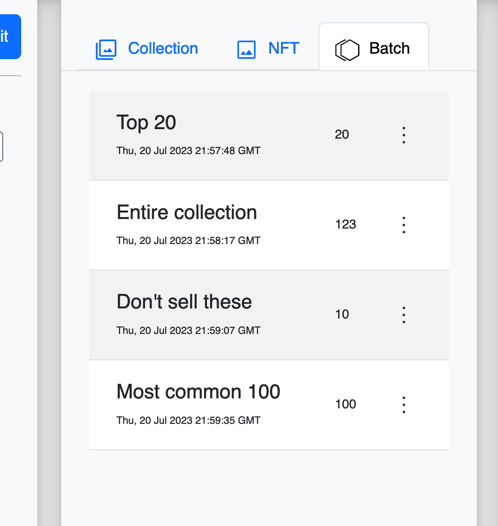 it
Collection
NFT
Batch
Top 20
20
Thu, 20 Jul 2023 21:57:48 GMT
Entire collection
123
Thu, 20 Jul 2023 21:58:17 GMT
Don't sell these
10
Thu, 20 Jul 2023 21:59:07 GMT
Most common 100
100
Thu, 20 Jul 2023 21:59:35 GMT